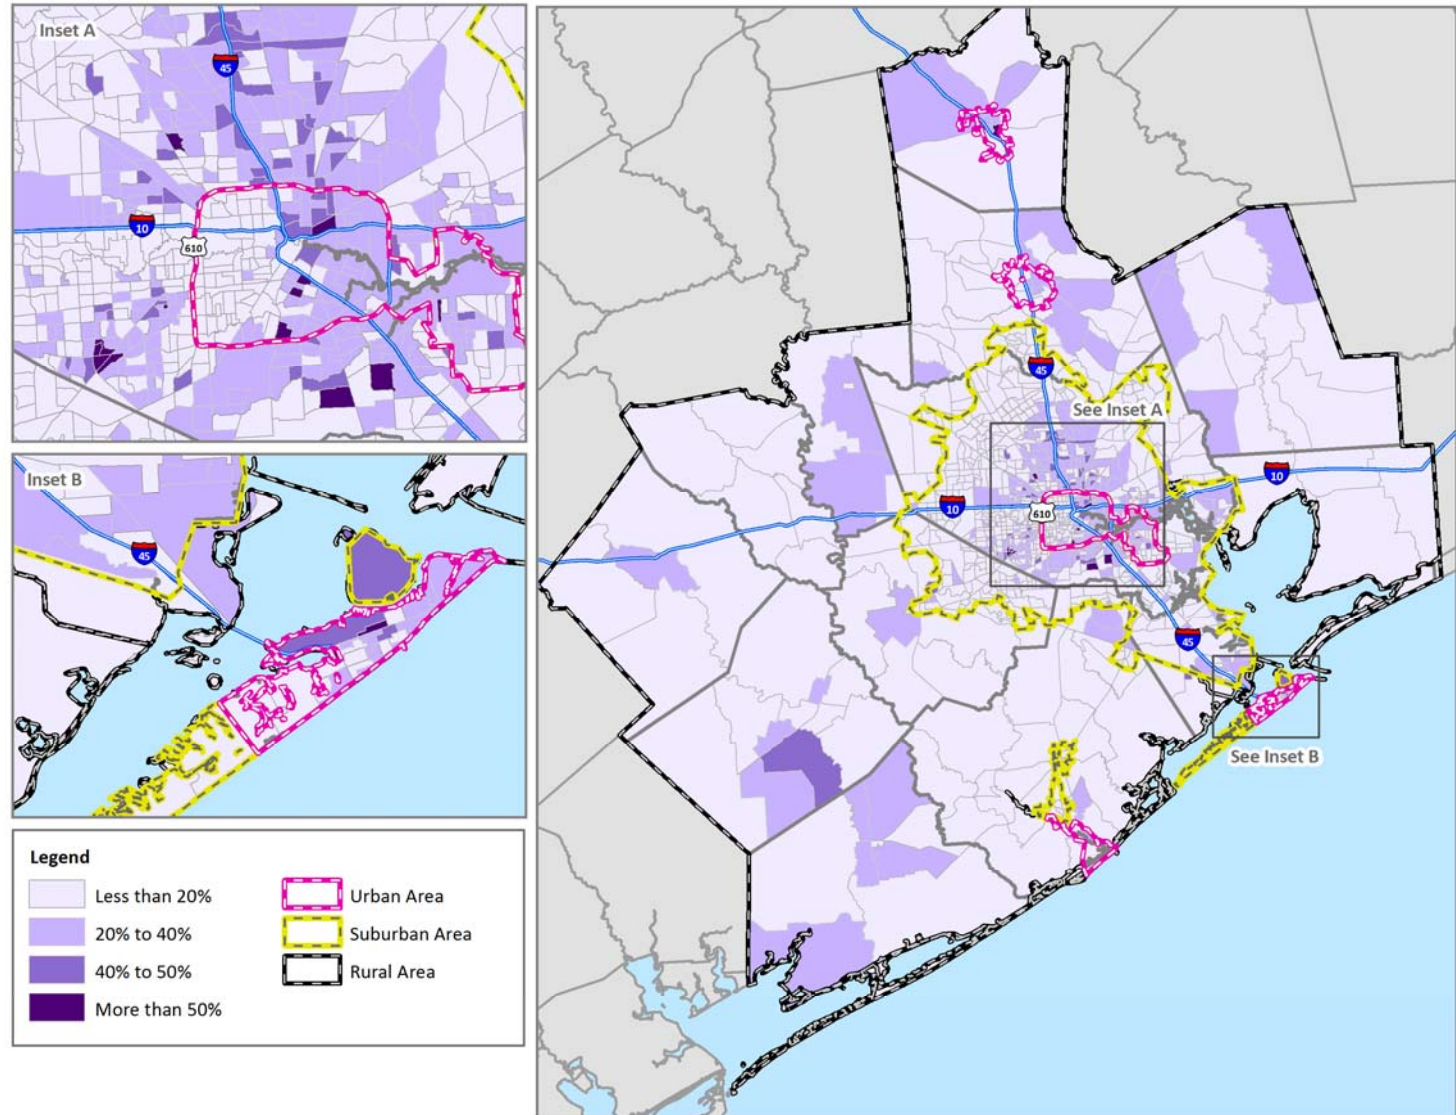 Inset A
45
10
610
Inset B
45
Legend
Less than 20%
20% to 40%
40% to 50%
More than 50%
Urban Area
Suburban Area
Rural Area
45
See Inset A
10
10
610
45
See Inset B